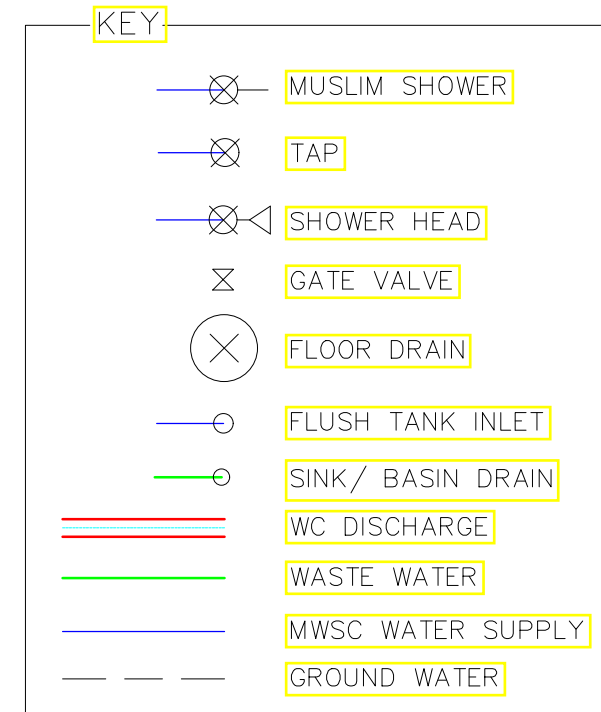 KEY
MUSLIM SHOWER
TAP
SHOWER HEAD
GATE VALVE
FLOOR DRAIN
FLUSH TANK INLET
SINK/ BASIN DRAIN
WC DISCHARGE
WASTE WATER
MWSC WATER SUPPLY
GROUND WATER